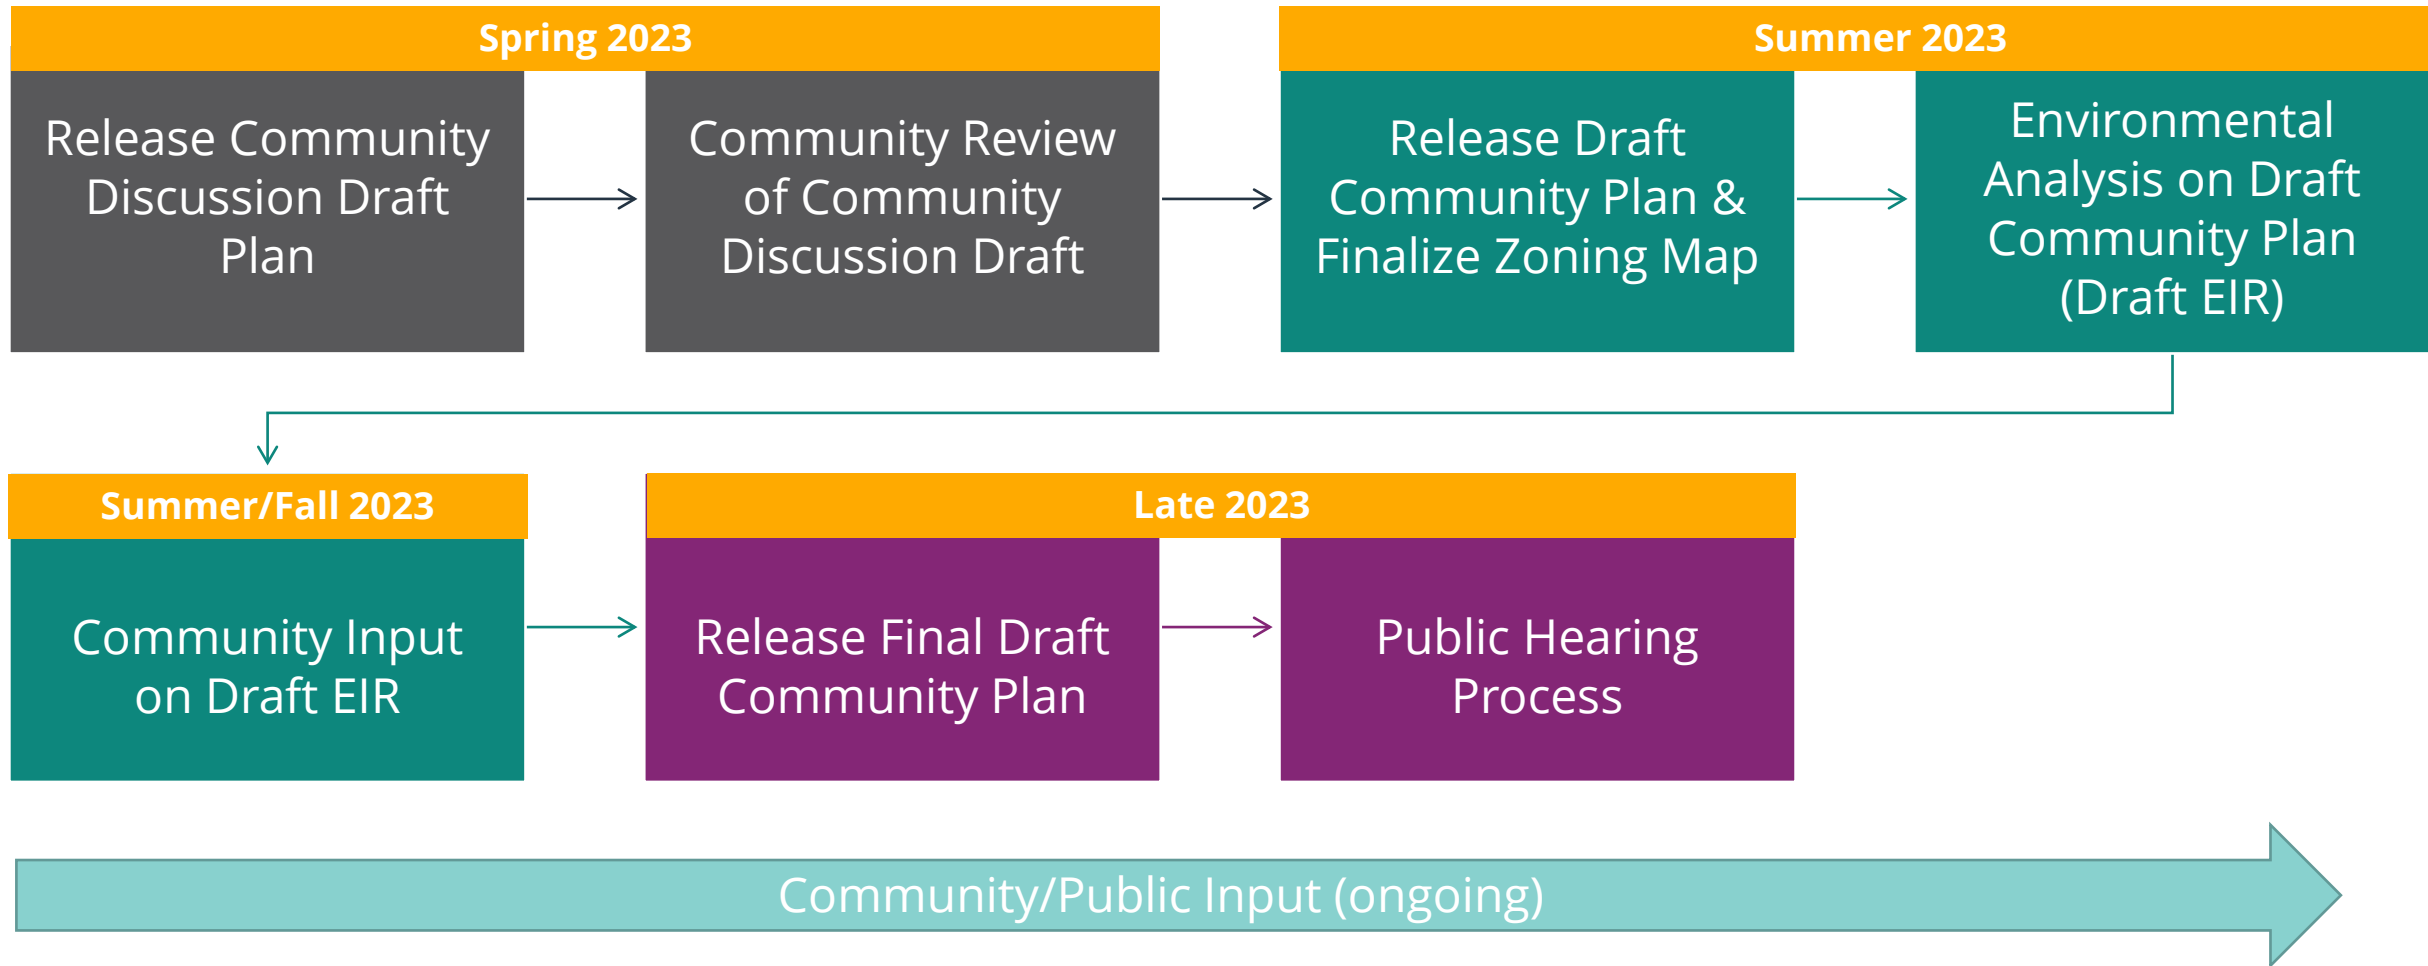 Spring 2023
Release Community
Discussion Draft
Plan
Community Review
of Community
Discussion Draft
Summer 2023
Release Draft
Community Plan &
Finalize Zoning Map
Environmental
Analysis on Draft
Community Plan
(Draft EIR)
Summer/Fall 2023
Community Input
on Draft EIR
Late 2023
Release Final Draft
Community Plan
Public Hearing
Process
Community/Public Input (ongoing)